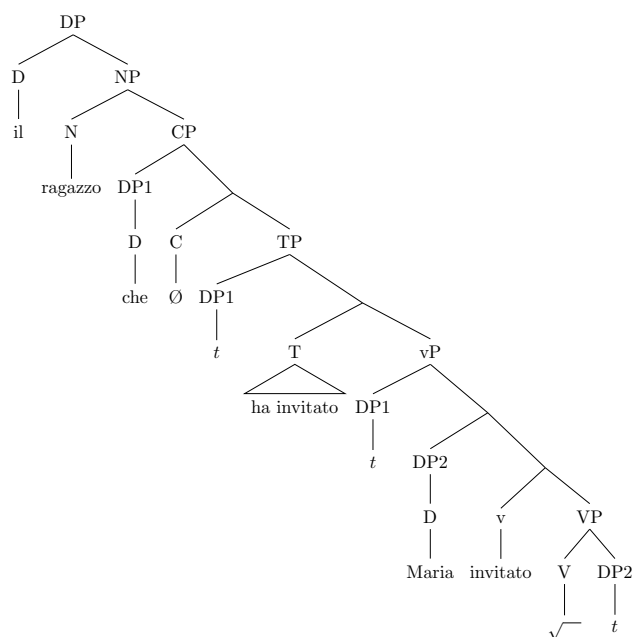 DP
D NP
il N CP
ragazzo DP1
D C TP
che Ø DP1
t T vP
ha invitato DP1
t DP2
D v VP
Maria invitato V DP2
√ t